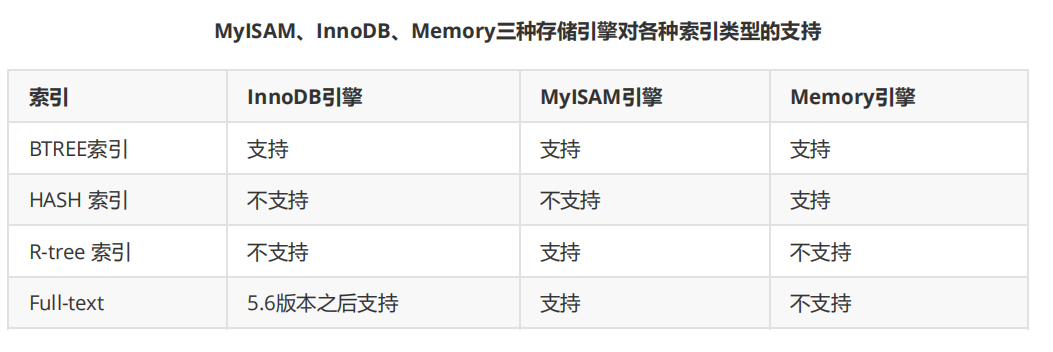 MyISAM、InnoDB、Memory三种存储引擎对各种索引类型的支持
索引 InnoDB引擎 MyISAM引擎 Memory引擎
BTREE索引 支持 支持 支持
HASH 索引 不支持 不支持 支持
R-tree 索引 不支持 支持 不支持
Full-text 5.6版本之后支持 支持 不支持